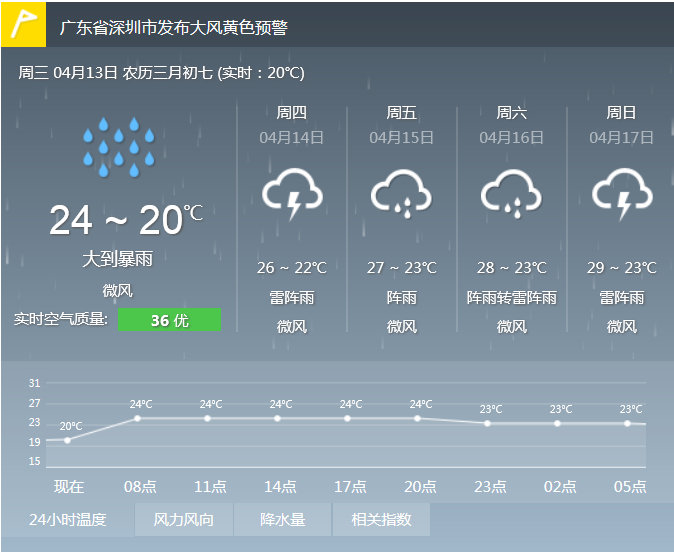 广东省深圳市发布大风黄色预警
周三 04月13日 农历三月初七 (实时：20℃)
24 ~ 20℃
大到暴雨
微风
实时空气质量: 36 优
周四
04月14日
26 ~ 22℃
雷阵雨
微风
周五
04月15日
27 ~ 23℃
阵雨
微风
周六
04月16日
28 ~ 23℃
阵雨转雷阵雨
微风
周日
04月17日
29 ~ 23℃
雷阵雨
微风
31
27
23
19
15
20℃ 24℃ 24℃ 24℃ 24℃ 24℃ 23℃ 23℃ 23℃
现在 08点 11点 14点 17点 20点 23点 02点 05点
24小时温度 风力风向 降水量 相关指数